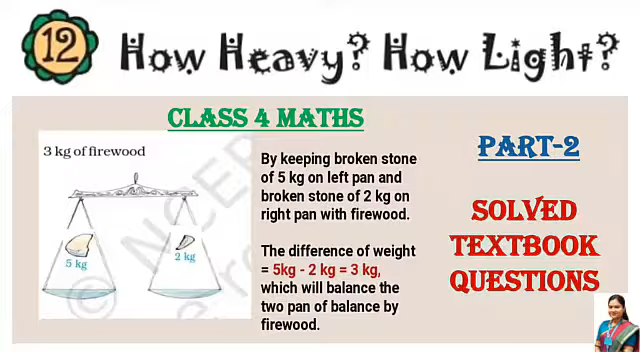 12 How Heavy? How Light?
CLASS 4 MATHS
3 kg of firewood
5 kg
2 kg
By keeping broken stone
of 5 kg on left pan and
broken stone of 2 kg on
right pan with firewood.
The difference of weight
= 5kg - 2 kg = 3 kg,
which will balance the
two pan of balance by
firewood.
PART-2
SOLVED
TEXTBOOK
QUESTIONS